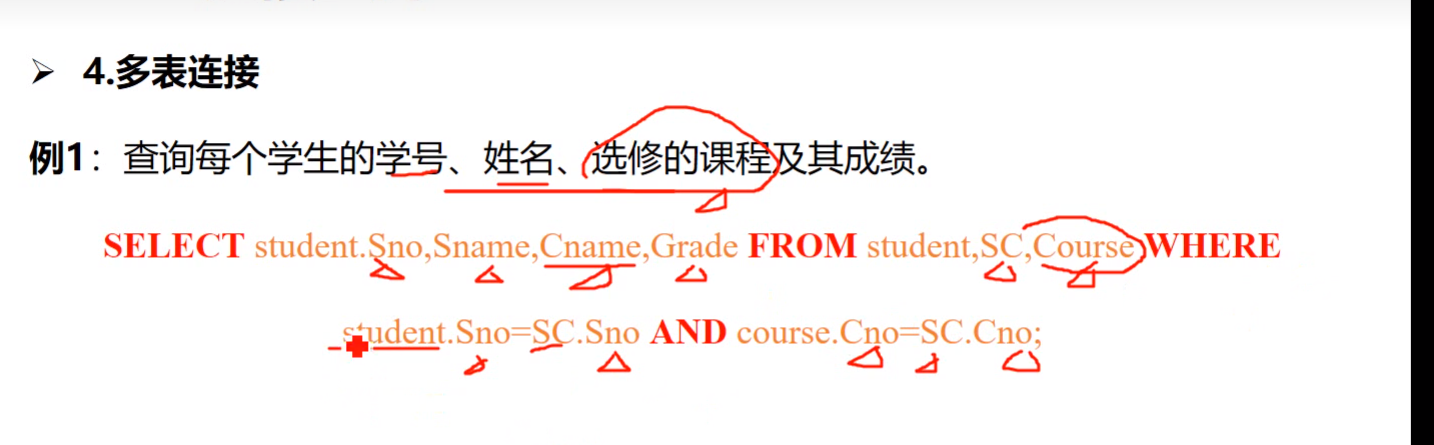 ➢ 4.多表连接
例1：查询每个学生的学号、姓名、选修的课程及其成绩。
SELECT student.Sno,Sname,Cname,Grade FROM student,SC,Course WHERE
student.Sno=SC.Sno AND course.Cno=SC.Cno;